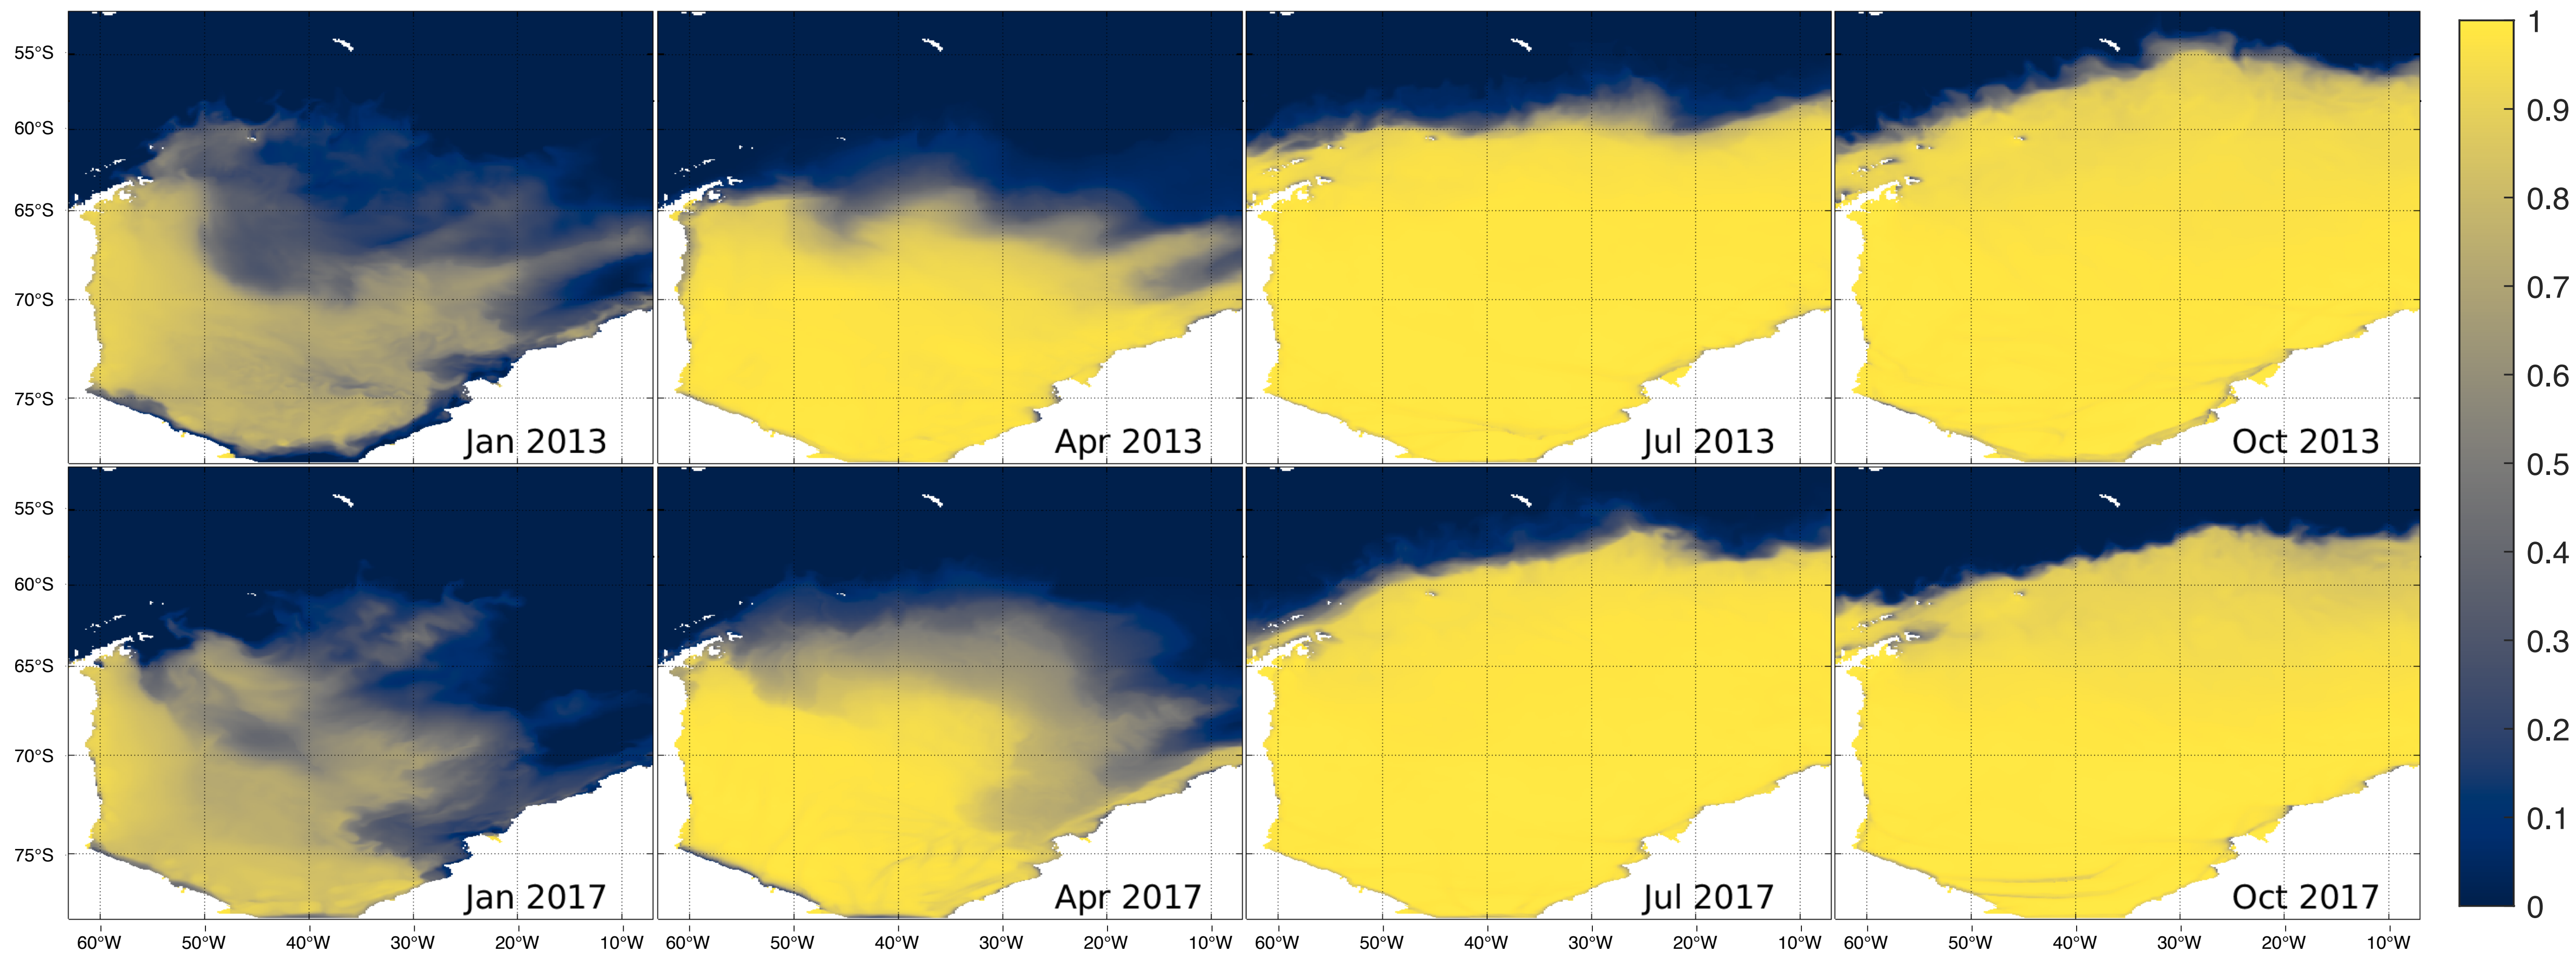 55°S
60°S
65°S
70°S
75°S
Jan 2013
Apr 2013
Jul 2013
Oct 2013
55°S
60°S
65°S
70°S
75°S
Jan 2017
Apr 2017
Jul 2017
Oct 2017
60°W 50°W 40°W 30°W 20°W 10°W
60°W 50°W 40°W 30°W 20°W 10°W
60°W 50°W 40°W 30°W 20°W 10°W
60°W 50°W 40°W 30°W 20°W 10°W
1
0.9
0.8
0.7
0.6
0.5
0.4
0.3
0.2
0.1
0